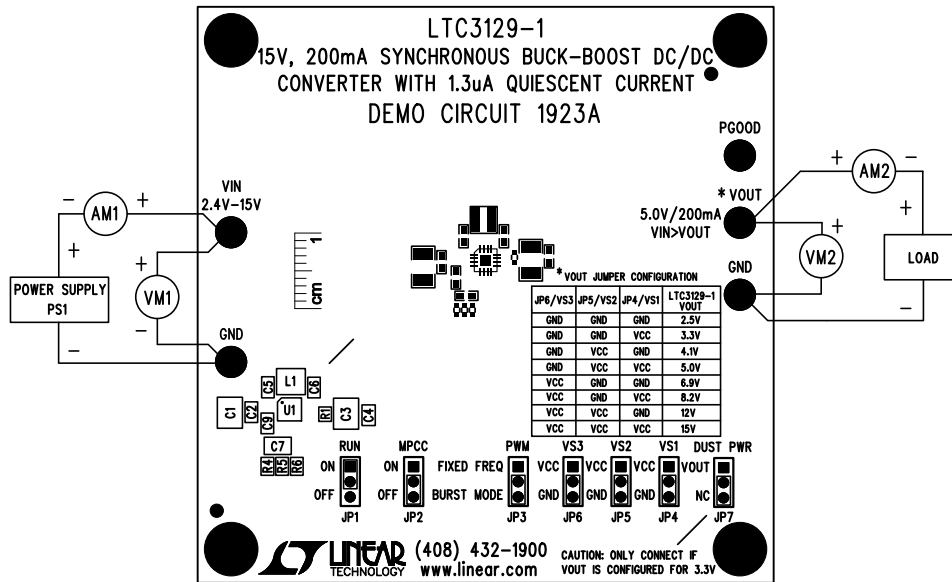 LTC3129-1
15V, 200mA SYNCHRONOUS BUCK-BOOST DC/DC
CONVERTER WITH 1.3uA QUIESCENT CURRENT
DEMO CIRCUIT 1923A
PGOOD
- AM1 +
VIN
2.4V-15V
+ AM2 -
* VOUT
5.0V/200mA
VIN>VOUT
+
POWER SUPPLY
PS1
-
+
VM1
-
GND
1
cm
GND
+
VM2
-
+
LOAD
-
* VOUT JUMPER CONFIGURATION
JP6/VS3 JP5/VS2 JP4/VS1 LTC3129-1 VOUT
GND GND GND 2.5V
GND GND VCC 3.3V
GND VCC GND 4.1V
GND VCC VCC 5.0V
VCC GND GND 6.9V
VCC GND VCC 8.2V
VCC VCC GND 12V
VCC VCC VCC 15V
C5 L1 C6
C1 C2 C9 U1 R1 C3 C4
C7
R4 R5 R6
RUN MPCC PWM VS3 VS2 VS1 DUST PWR
ON ON FIXED FREQ VCC VCC VCC VOUT
OFF OFF BURST MODE GND GND GND NC
JP1 JP2 JP3 JP6 JP5 JP4 JP7
LT LINEAR TECHNOLOGY
(408) 432-1900
www.linear.com
CAUTION: ONLY CONNECT IF
VOUT IS CONFIGURED FOR 3.3V